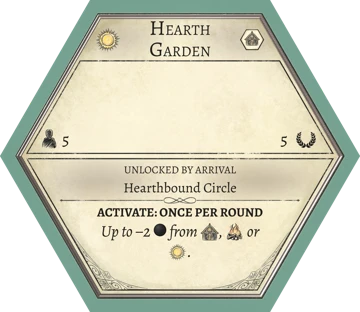 Hearth
Garden
5
5
UNLOCKED BY ARRIVAL
Hearthbound Circle
ACTIVATE: ONCE PER ROUND
Up to –2 from , or
.